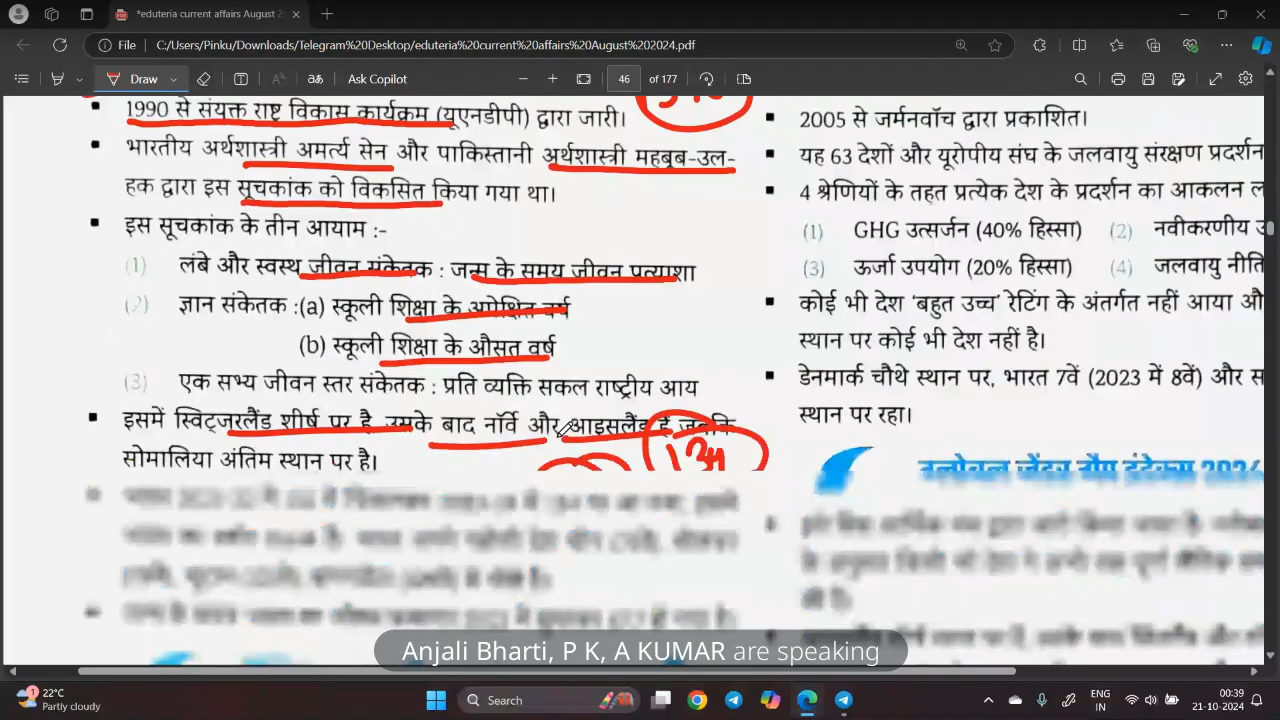 *eduteria current affairs August 2
File
C:/Users/Pinku/Downloads/Telegram%20Desktop/eduteria%20current%20affairs%20August%202024.pdf
Draw
Ask Copilot
46 of 177
1990 से संयुक्त राष्ट्र विकास कार्यक्रम (यूएनडीपी) द्वारा जारी।
भारतीय अर्थशास्त्री अमर्त्य सेन और पाकिस्तानी अर्थशास्त्री महबूब-उल-
हक द्वारा इस सूचकांक को विकसित किया गया था।
इस सूचकांक के तीन आयाम :-
(1) लंबे और स्वस्थ जीवन संकेतक : जन्म के समय जीवन प्रत्याशा
(2) ज्ञान संकेतक :(a) स्कूली शिक्षा के अपेक्षित वर्ष
(b) स्कूली शिक्षा के औसत वर्ष
(3) एक सभ्य जीवन स्तर संकेतक : प्रति व्यक्ति सकल राष्ट्रीय आय
इसमें स्विट्जरलैंड शीर्ष पर है, उसके बाद नॉर्वे और आइसलैंड हैं जबकि
सोमालिया अंतिम स्थान पर है।
134
2005 से जर्मनवॉच द्वारा प्रकाशित।
यह 63 देशों और यूरोपीय संघ के जलवायु संरक्षण प्रदर्शन
4 श्रेणियों के तहत प्रत्येक देश के प्रदर्शन का आकलन
(1) GHG उत्सर्जन (40% हिस्सा) (2) नवीकरणीय
(3) ऊर्जा उपयोग (20% हिस्सा) (4) जलवायु नीति
कोई भी देश 'बहुत उच्च' रेटिंग के अंतर्गत नहीं आया
स्थान पर कोई भी देश नहीं है।
डेनमार्क चौथे स्थान पर, भारत 7वें (2023 में 8वें) और
स्थान पर रहा।
ग्लोबल जेंडर गैप इंडेक्स 2024
Anjali Bharti, P K, A KUMAR are speaking
1
22°C
Partly cloudy
Search
ENG
IN
00:39
21-10-2024